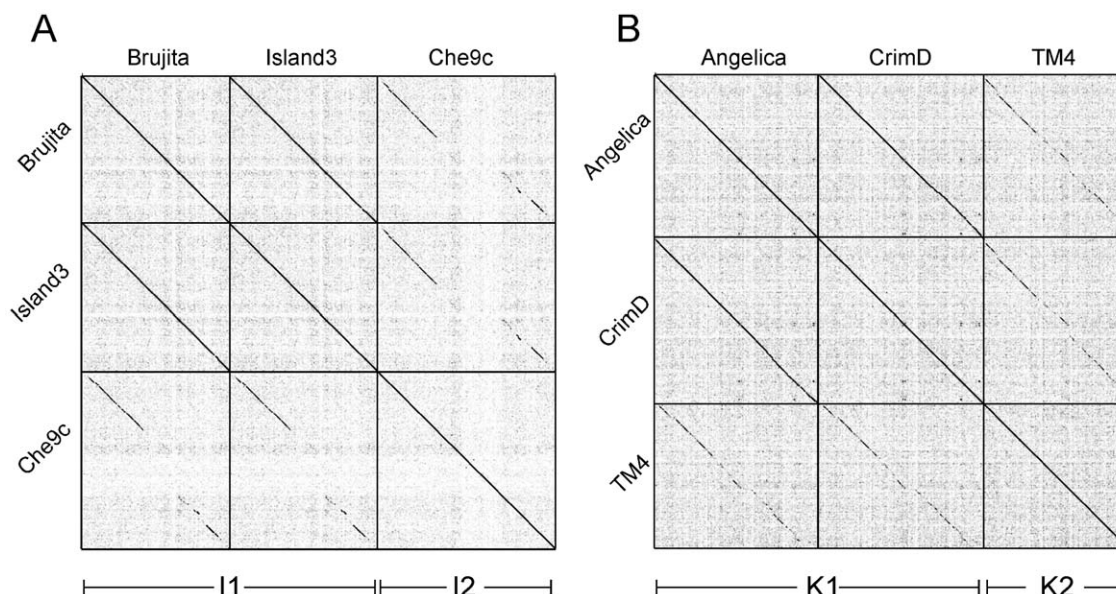 A
Brujita Island3 Che9c
Brujita
Island3
Che9c
I1 I2
B
Angelica CrimD TM4
Angelica
CrimD
TM4
K1 K2